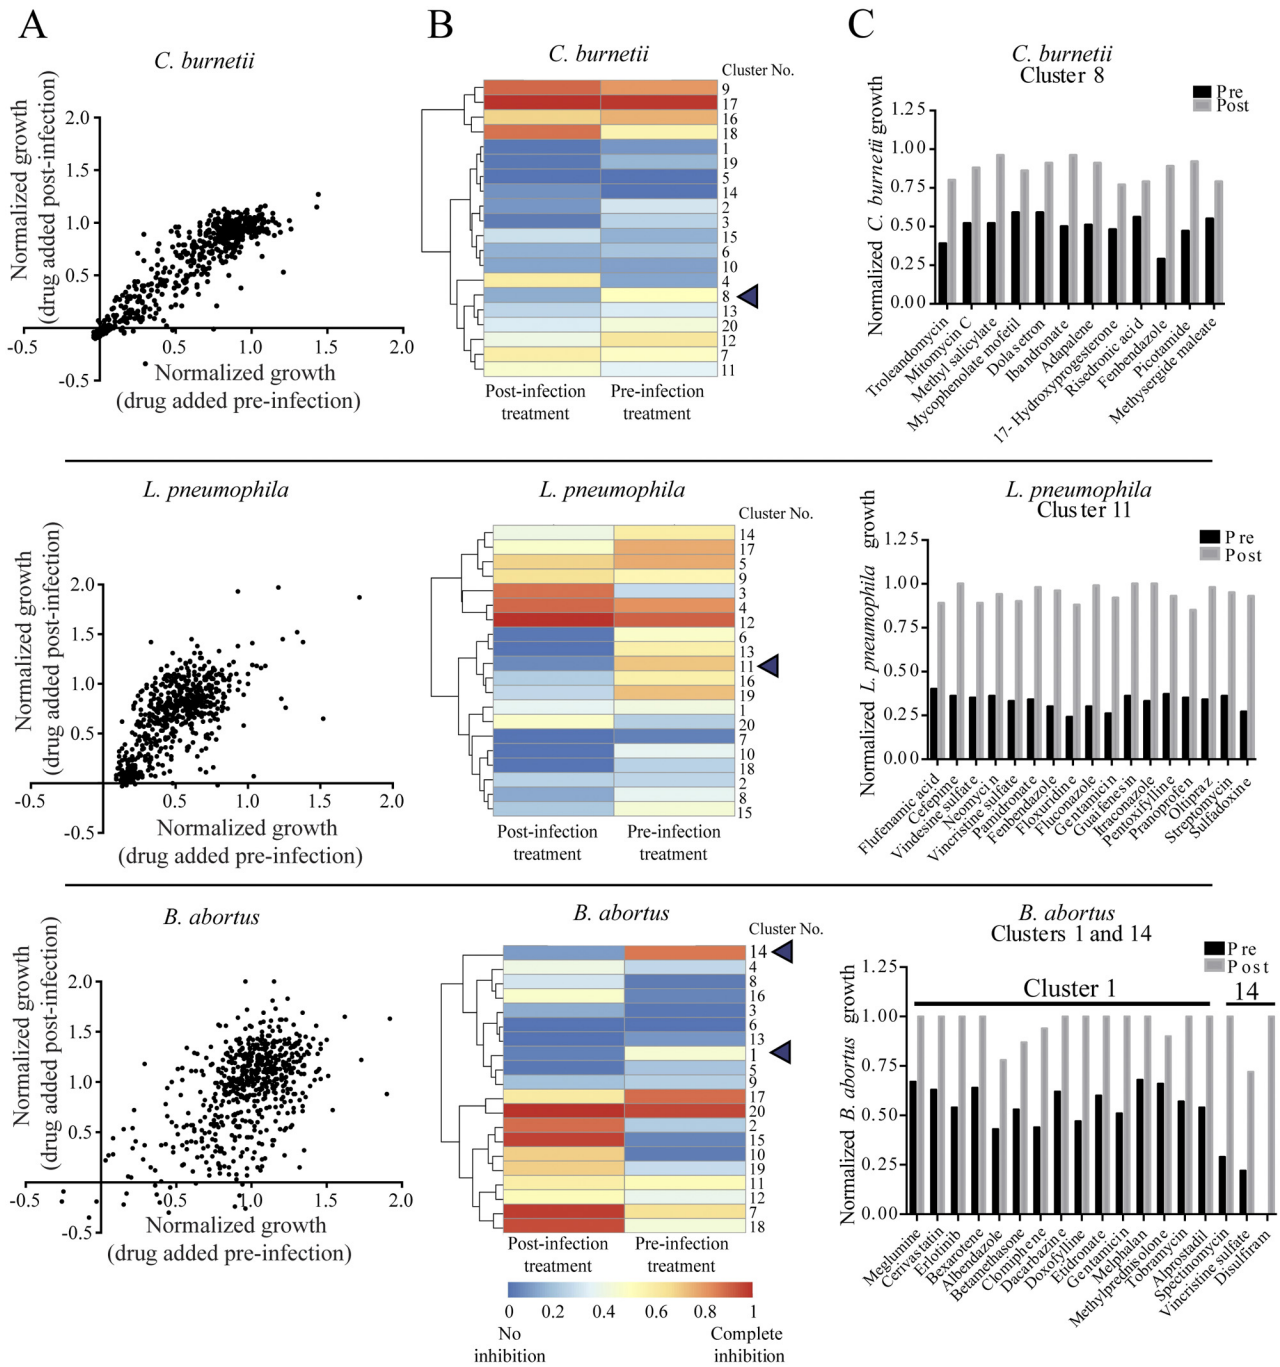 A
B
C
C. burnetii
Normalized growth
(drug added post-infection)
2.0
1.5
1.0
0.5
-0.5
-0.5
0.5
1.0
1.5
2.0
Normalized growth
(drug added pre-infection)
C. burnetii
Cluster No.
9
17
16
18
1
19
5
14
2
3
15
6
10
4
8
13
20
12
7
11
Post-infection treatment
Pre-infection treatment
C. burnetii
Cluster 8
Pre
Post
Normalized C. burnetii growth
1.25
1.00
0.75
0.50
0.25
0.00
Troleandomycin
Mitomycin C
Methyl salicylate
Mycophenolate mofetil
Dolasetron
Ibandronate
Adapalene
17- Hydroxyprogesterone
Risedronic acid
Fenbendazole
Picotamide
Methysergide maleate
L. pneumophila
Normalized growth
(drug added post-infection)
2.0
1.5
1.0
0.5
-0.5
-0.5
0.5
1.0
1.5
2.0
Normalized growth
(drug added pre-infection)
L. pneumophila
Cluster No.
14
17
5
9
3
4
12
6
13
11
16
19
1
20
7
10
18
2
8
15
Post-infection treatment
Pre-infection treatment
L. pneumophila
Cluster 11
Pre
Post
Normalized L. pneumophila growth
1.25
1.00
0.75
0.50
0.25
0.00
Flufenamic acid
Cefepime
Vindesine sulfate
Neomycin
Vincristine sulfate
Pamidronate
Fenbendazole
Floxuridine
Fluconazole
Gentamicin
Guaifenesin
Itraconazole
Pentoxifylline
Pranoprofen
Oltipraz
Streptomycin
Sulfadoxine
B. abortus
Normalized growth
(drug added post-infection)
2.0
1.5
1.0
0.5
-0.5
-0.5
0.5
1.0
1.5
2.0
Normalized growth
(drug added pre-infection)
B. abortus
Cluster No.
14
4
8
16
3
6
13
1
5
9
17
20
2
15
10
19
11
12
7
18
Post-infection treatment
Pre-infection treatment
0
0.2
0.4
0.6
0.8
1
No inhibition
Complete inhibition
B. abortus
Clusters 1 and 14
Pre
Post
Cluster 1
14
Normalized B. abortus growth
1.25
1.00
0.75
0.50
0.25
0.00
Meglumine
Cerivastatin
Erlotinib
Bexarotene
Albendazole
Betamethasone
Clomiphene
Dacarbazine
Doxofylline
Etidronate
Gentamicin
Melphalan
Methylprednisolone
Tobramycin
Alprostadil
Spectinomycin
Vincristine sulfate
Disulfiram